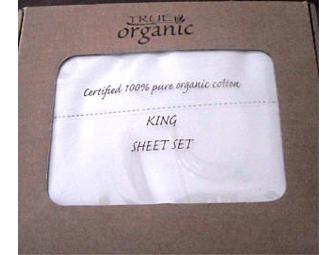 TRUE
organic
Certified 100% pure organic cotton
KING
SHEET SET